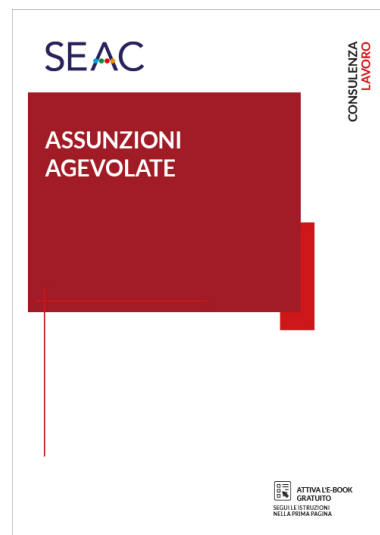 SEAC
CONSULENZA
LAVORO
ASSUNZIONI
AGEVOLATE
ATTIVA L'E-BOOK
GRATUITO
SEGUI LE ISTRUZIONI
NELLA PRIMA PAGINA